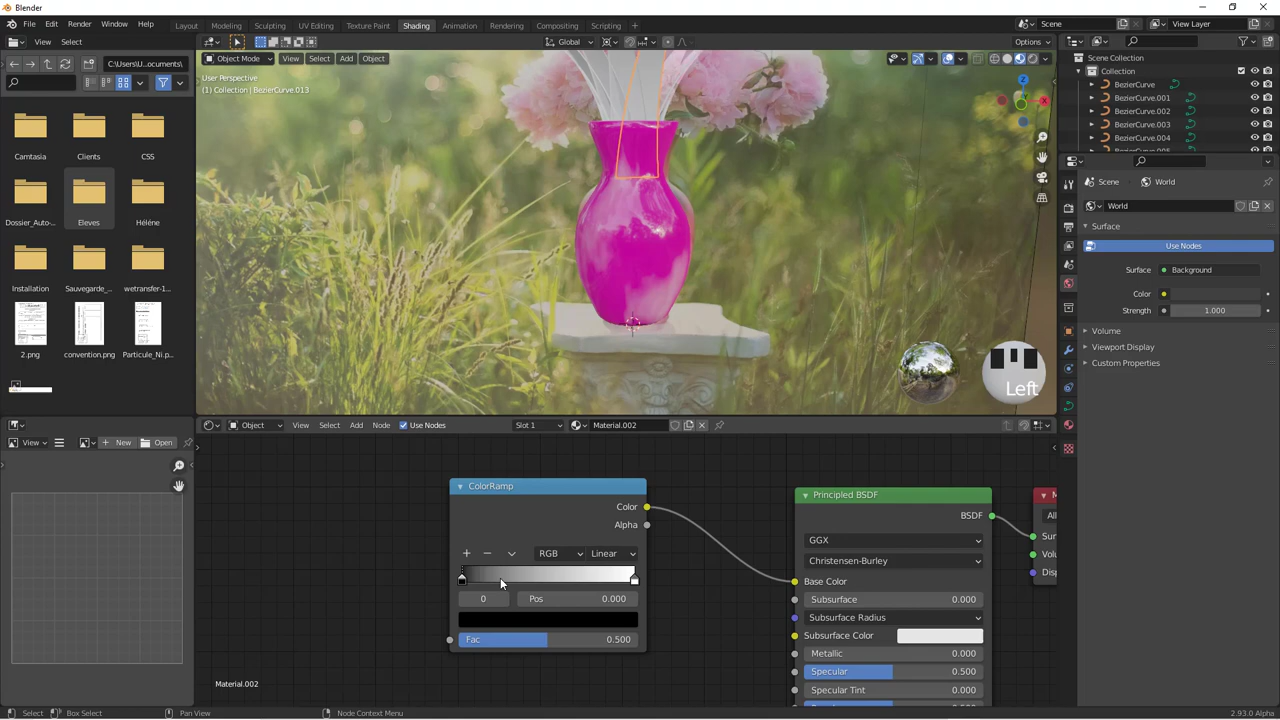 Blender
File Edit Render Window Help Layout Modeling Sculpting UV Editing Texture Paint Shading Animation Rendering Compositing Scripting Scene View Layer
View Select C:\Users\U...ocuments\
Global Options
Object Mode View Select Add Object
User Perspective
(1) Collection | BezierCurve.013
Scene Collection
Collection
BezierCurve
BezierCurve.001
BezierCurve.002
BezierCurve.003
BezierCurve.004
Camtasia Clients CSS
Dossier_Auto-... Eleves Héléne
Installation Sauvegarde_... wetransfer-1...
2.png convention.png Particule_Ni.p...
Scene World
World
Surface
Use Nodes
Surface Background
Color
Strength 1.000
Volume
Viewport Display
Custom Properties
Left
View New Open
Object View Select Add Node Use Nodes Slot 1 Material.002
ColorRamp
Color
Alpha
RGB Linear
0 Pos 0.000
Fac 0.500
Principled BSDF
BSDF
GGX
Christensen-Burley
Base Color
Subsurface 0.000
Subsurface Radius
Subsurface Color
Metallic 0.000
Specular 0.500
Specular Tint 0.000
M
All
Sur
Volu
Disp
Material.002
Select Box Select Pan View Node Context Menu 2.93.0 Alpha